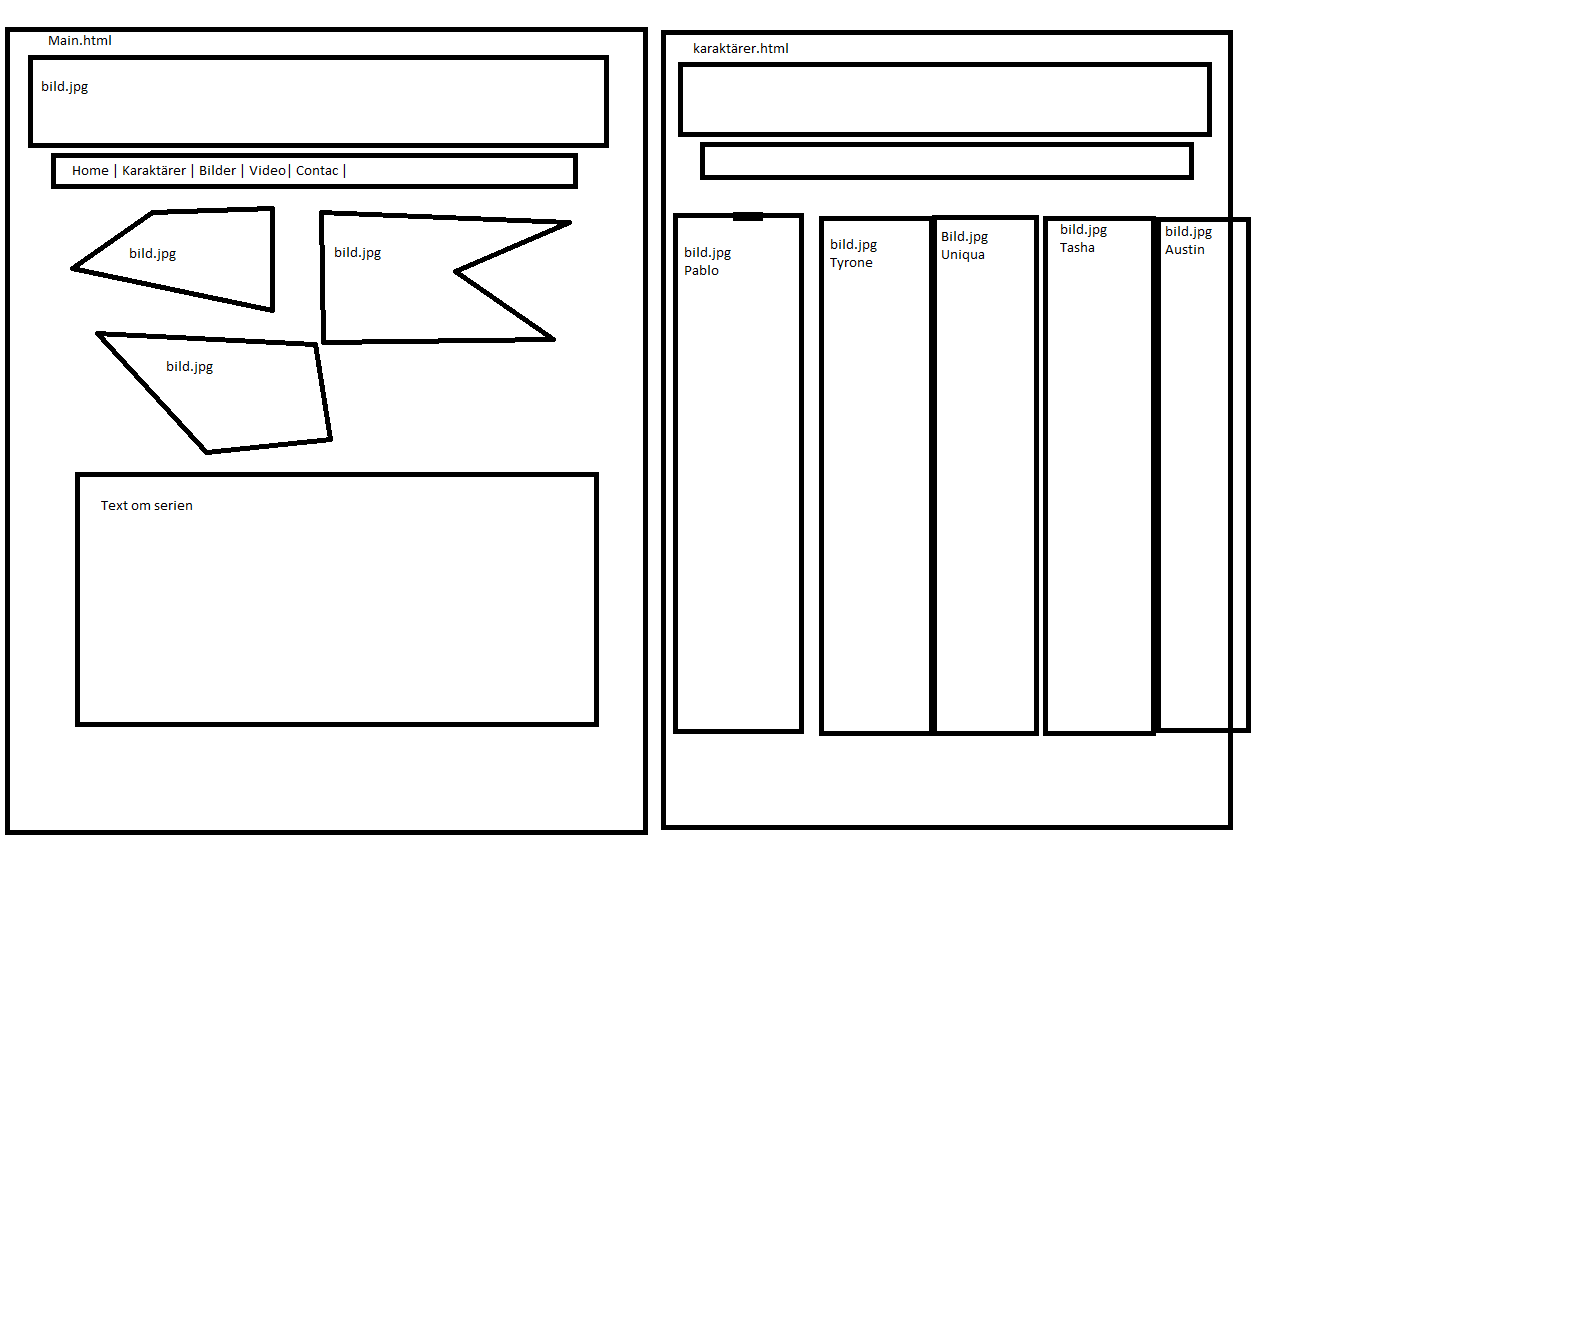 Main.html
bild.jpg
Home | Karaktärer | Bilder | Video| Contac |
bild.jpg
bild.jpg
bild.jpg
Text om serien
karaktärer.html
bild.jpg
Pablo
bild.jpg
Tyrone
Bild.jpg
Uniqua
bild.jpg
Tasha
bild.jpg
Austin